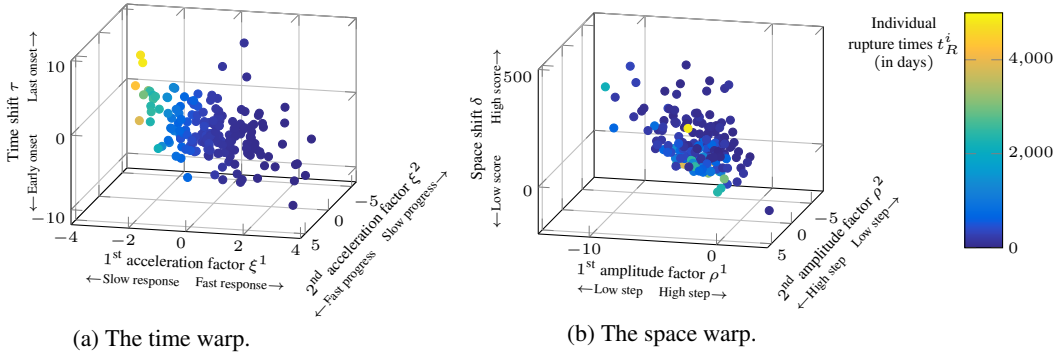 Time shift τ
←Early onset Last onset→
10
0
−10
−4
−2
0
2
4
5
0
−5
1st acceleration factor ξ1
←Slow response Fast response→
2nd acceleration factor ξ2
←Fast progress Slow progress→
(a) The time warp.
Space shift δ
←Low score High score→
500
0
−10
0
5
0
−5
1st amplitude factor ρ1
←Low step High step→
2nd amplitude factor ρ2
←High step Low step→
(b) The space warp.
Individual
rupture times tiR
(in days)
4,000
2,000
0